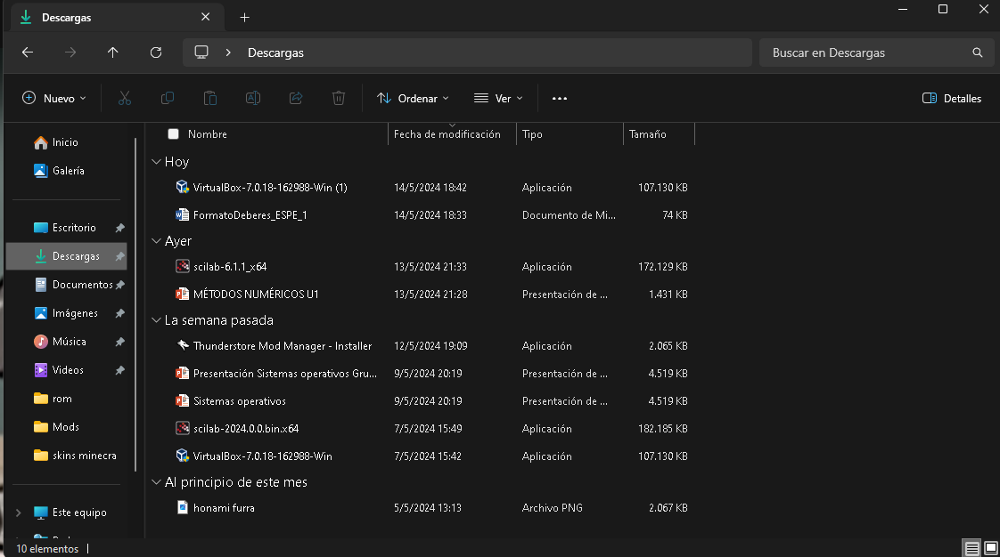 Descargas
Descargas
Buscar en Descargas
Nuevo
Ordenar
Ver
Detalles
Inicio
Galería
Escritorio
Descargas
Documentos
Imágenes
Música
Videos
rom
Mods
skins minecra
Este equipo
Nombre Fecha de modificación Tipo Tamaño
Hoy
VirtualBox-7.0.18-162988-Win (1) 14/5/2024 18:42 Aplicación 107.130 KB
FormatoDeberes_ESPE_1 14/5/2024 18:33 Documento de Mi... 74 KB
Ayer
scilab-6.1.1_x64 13/5/2024 21:33 Aplicación 172.129 KB
MÉTODOS NUMÉRICOS U1 13/5/2024 21:28 Presentación de ... 1.431 KB
La semana pasada
Thunderstore Mod Manager - Installer 12/5/2024 19:09 Aplicación 2.065 KB
Presentación Sistemas operativos Gru... 9/5/2024 20:19 Presentación de ... 4.519 KB
Sistemas operativos 9/5/2024 20:19 Presentación de ... 4.519 KB
scilab-2024.0.0.bin.x64 7/5/2024 15:49 Aplicación 182.185 KB
VirtualBox-7.0.18-162988-Win 7/5/2024 15:42 Aplicación 107.130 KB
Al principio de este mes
honami furra 5/5/2024 13:13 Archivo PNG 2.067 KB
10 elementos